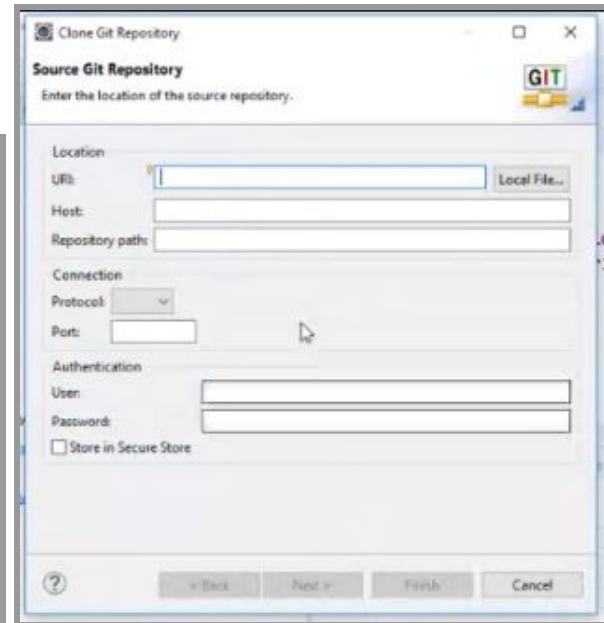 Clone Git Repository
Source Git Repository
GIT
Enter the location of the source repository.
Location
URI:
Local File...
Host:
Repository path:
Connection
Protocol:
Port:
Authentication
User:
Password:
Store in Secure Store
< Back
Next >
Finish
Cancel